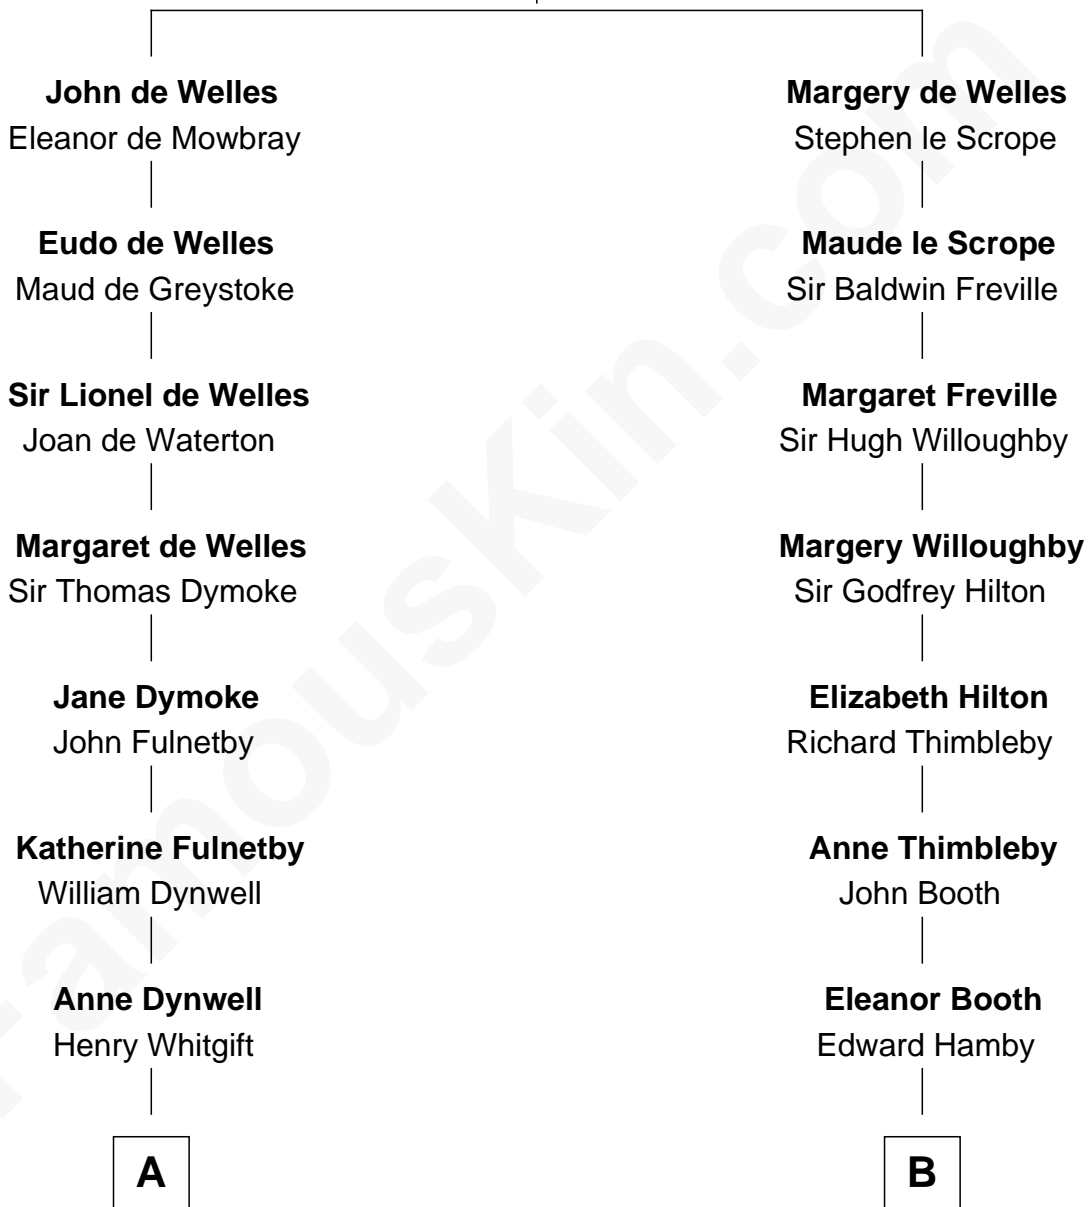 John de Welles
Eleanor de Mowbray
Eudo de Welles
Maud de Greystoke
Sir Lionel de Welles
Joan de Waterton
Margaret de Welles
Sir Thomas Dymoke
Jane Dymoke
John Fulnetby
Katherine Fulnetby
William Dynwell
Anne Dynwell
Henry Whitgift
A
Margery de Welles
Stephen le Scrope
Maude le Scrope
Sir Baldwin Freville
Margaret Freville
Sir Hugh Willoughby
Margery Willoughby
Sir Godfrey Hilton
Elizabeth Hilton
Richard Thimbleby
Anne Thimbleby
John Booth
Eleanor Booth
Edward Hamby
B
FamousKin.com